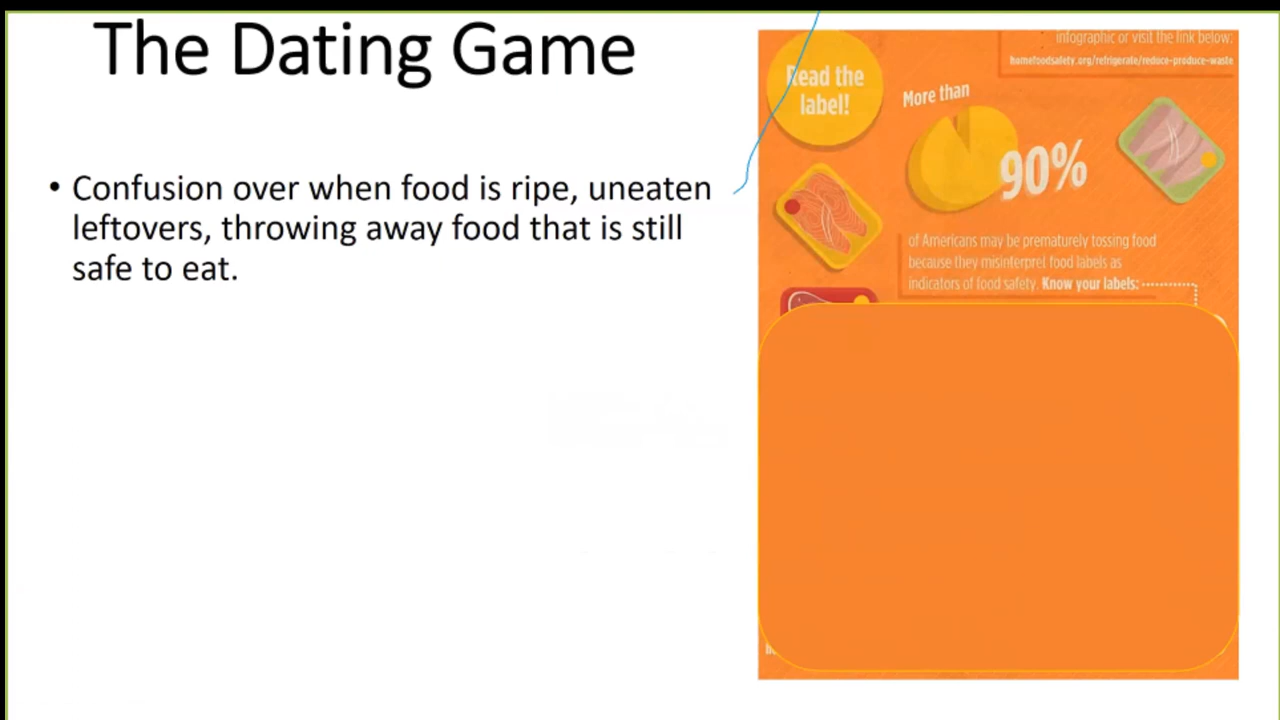 The Dating Game
• Confusion over when food is ripe, uneaten
leftovers, throwing away food that is still
safe to eat.
infographic or visit the link below:
homefoodsafety.org/refrigerate/reduce-produce-waste
Read the
label!
More than
90%
of Americans may be prematurely tossing food
because they misinterpret food labels as
indicators of food safety. Know your labels: